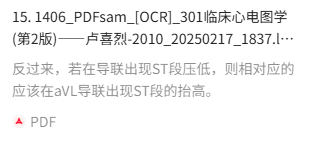 15. 1406_PDFsam_[OCR]_301临床心电图学
(第2版)——卢喜烈-2010_20250217_1837.l…
反过来，若在导联出现ST段压低，则相对应的
应该在aVL导联出现ST段的抬高。
PDF